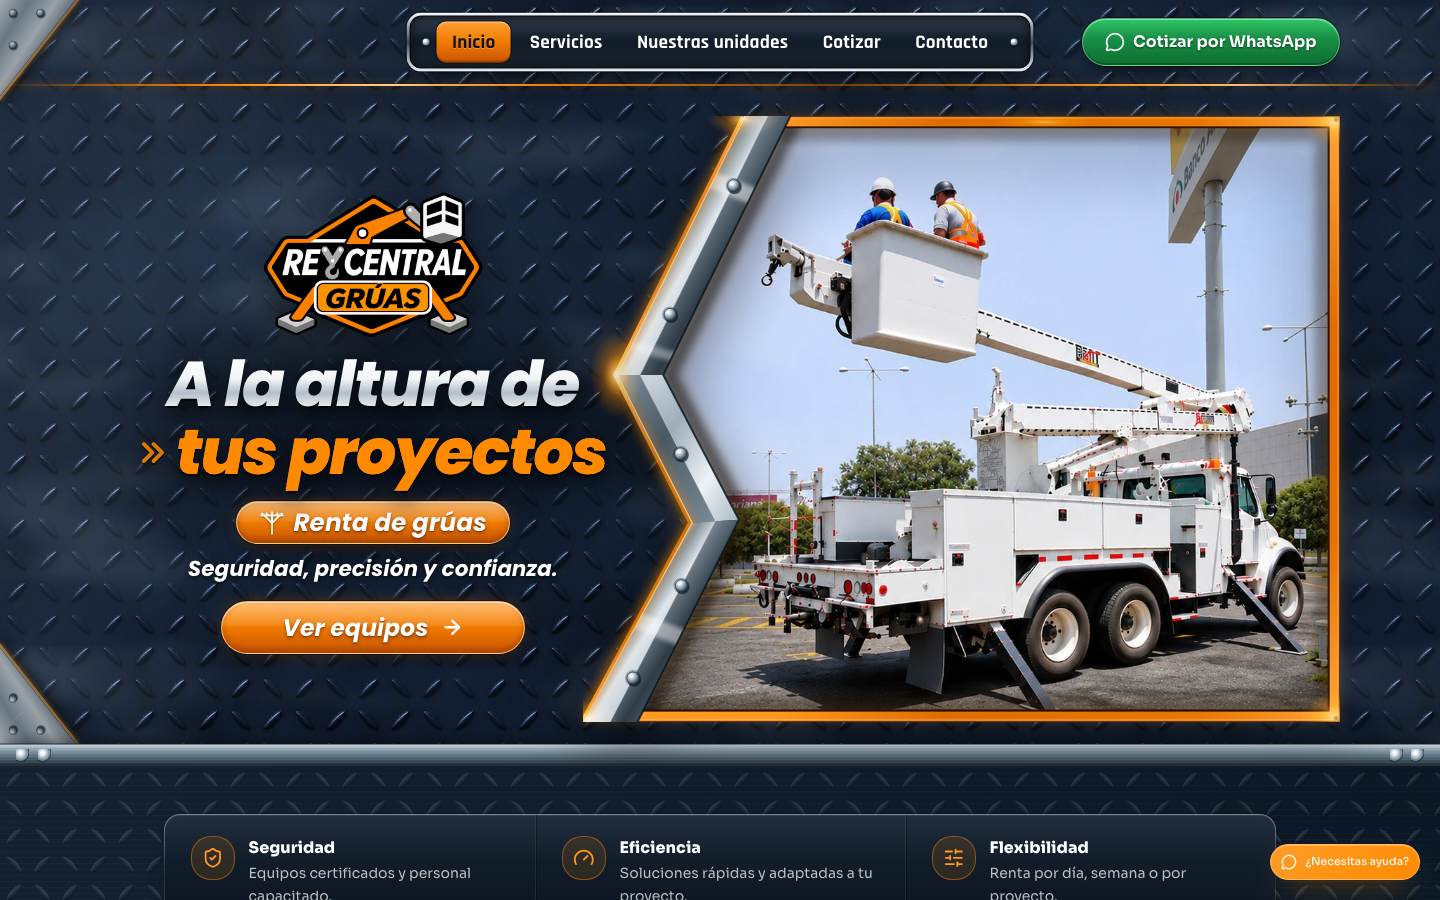 Inicio
Servicios
Nuestras unidades
Cotizar
Contacto
Cotizar por WhatsApp
REYCENTRAL
GRÚAS
A la altura de
» tus proyectos
Renta de grúas
Seguridad, precisión y confianza.
Ver equipos →
Banco
Seguridad
Equipos certificados y personal
capacitado.
Eficiencia
Soluciones rápidas y adaptadas a tu
proyecto.
Flexibilidad
Renta por día, semana o por
proyecto.
¿Necesitas ayuda?